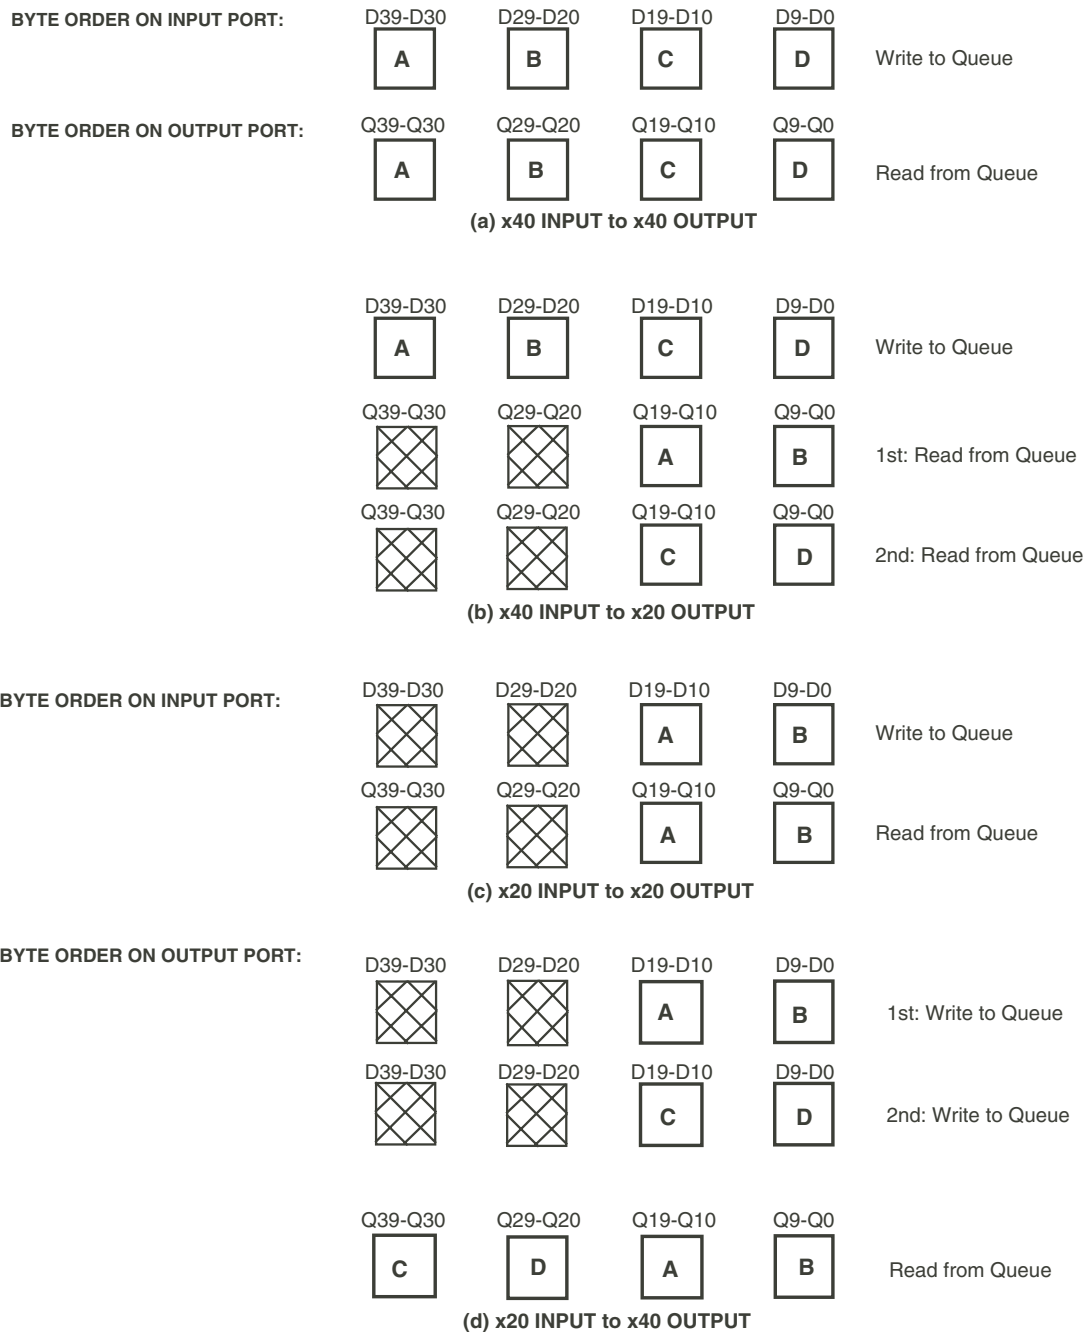 BYTE ORDER ON INPUT PORT: D39-D30 D29-D20 D19-D10 D9-D0
A B C D Write to Queue
BYTE ORDER ON OUTPUT PORT: Q39-Q30 Q29-Q20 Q19-Q10 Q9-Q0
A B C D Read from Queue
(a) x40 INPUT to x40 OUTPUT
D39-D30 D29-D20 D19-D10 D9-D0
A B C D Write to Queue
Q39-Q30 Q29-Q20 Q19-Q10 Q9-Q0
A B 1st: Read from Queue
Q39-Q30 Q29-Q20 Q19-Q10 Q9-Q0
C D 2nd: Read from Queue
(b) x40 INPUT to x20 OUTPUT
BYTE ORDER ON INPUT PORT: D39-D30 D29-D20 D19-D10 D9-D0
A B Write to Queue
Q39-Q30 Q29-Q20 Q19-Q10 Q9-Q0
A B Read from Queue
(c) x20 INPUT to x20 OUTPUT
BYTE ORDER ON OUTPUT PORT: D39-D30 D29-D20 D19-D10 D9-D0
A B 1st: Write to Queue
D39-D30 D29-D20 D19-D10 D9-D0
C D 2nd: Write to Queue
Q39-Q30 Q29-Q20 Q19-Q10 Q9-Q0
C D A B Read from Queue
(d) x20 INPUT to x40 OUTPUT